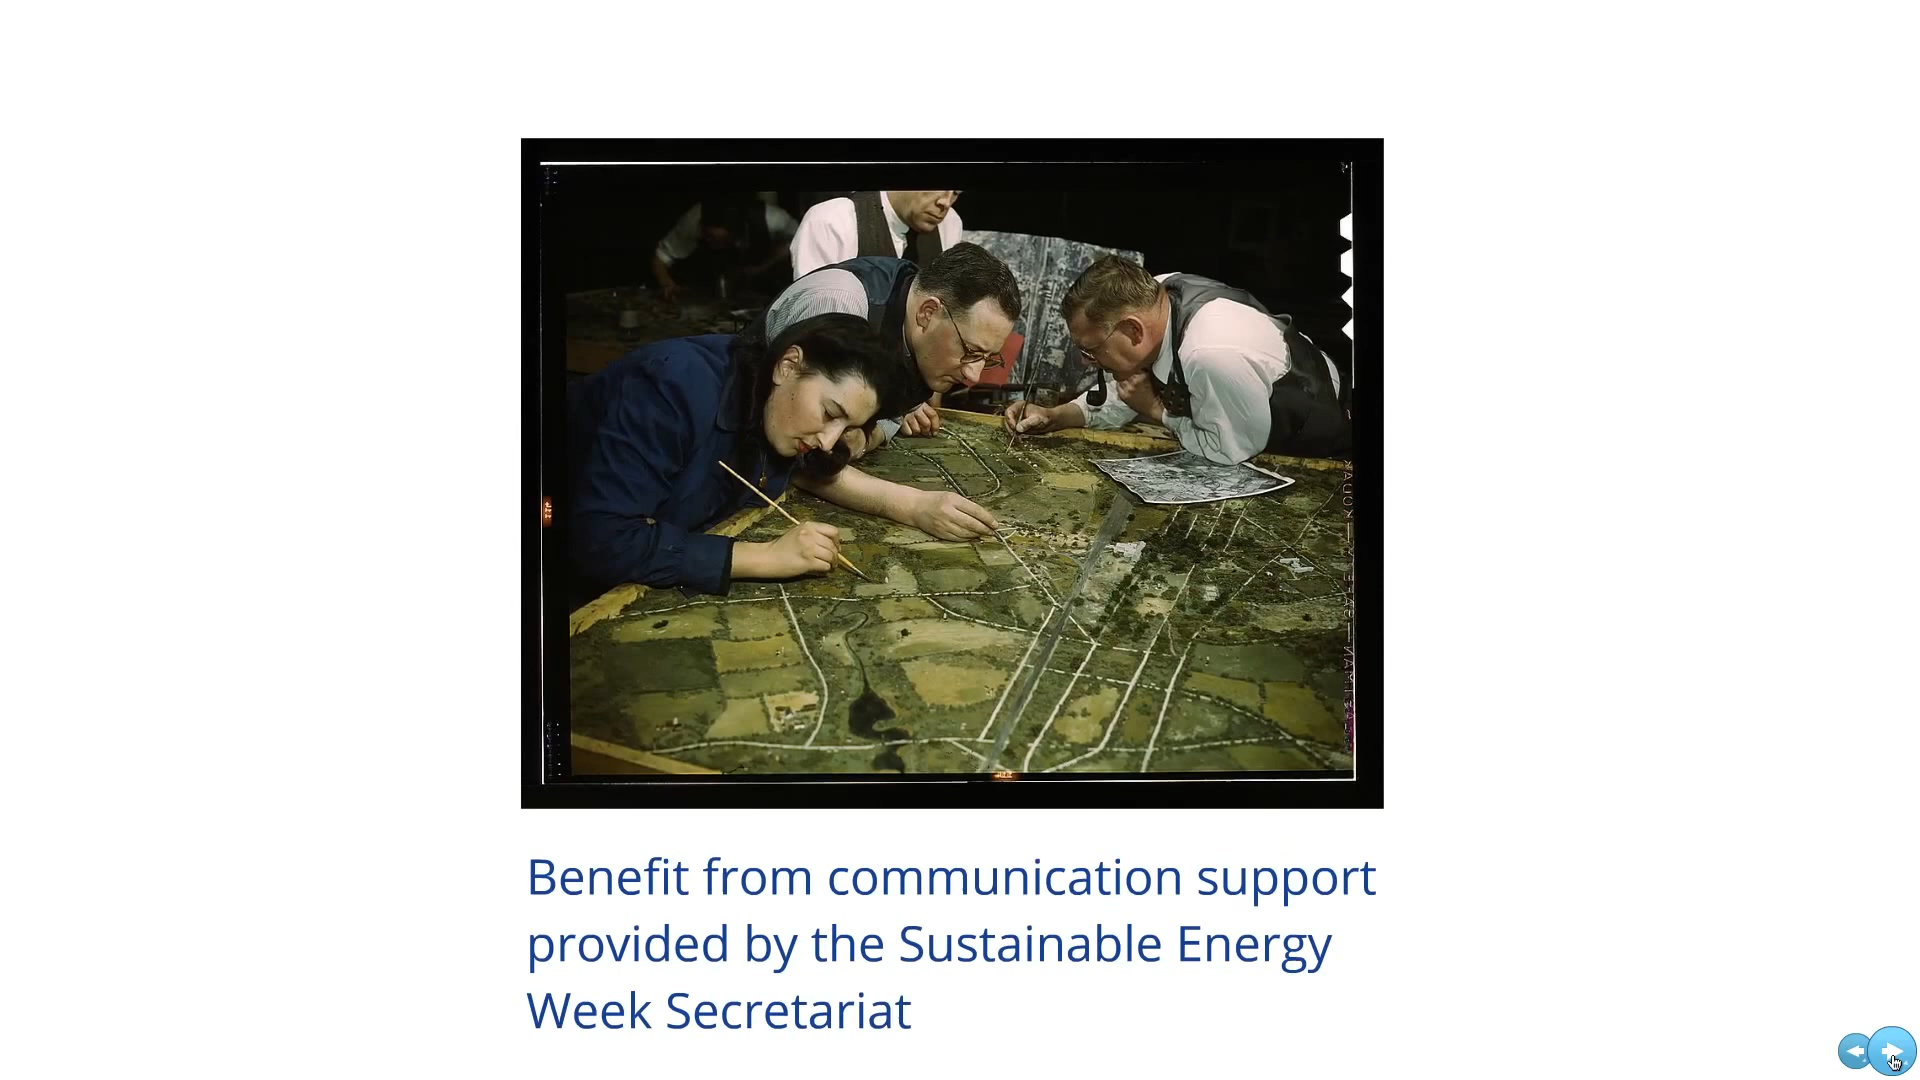 Benefit from communication support
provided by the Sustainable Energy
Week Secretariat